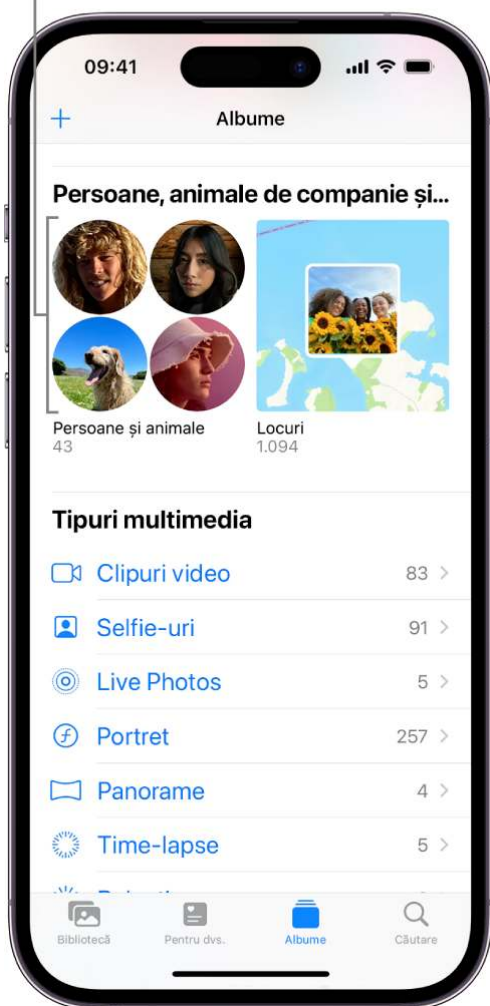 09:41
Albume
Persoane, animale de companie și...
Persoane și animale
43
Locuri
1.094
Tipuri multimedia
Clipuri video 83
Selfie-uri 91
Live Photos 5
Portret 257
Panorame 4
Time-lapse 5
Bibliotecă Pentru dvs. Albume Căutare